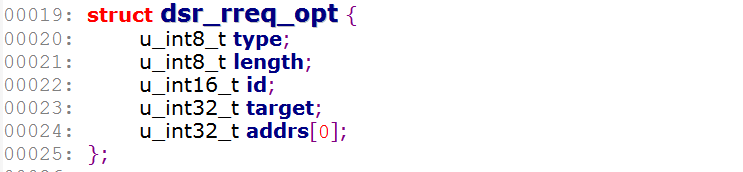 00019: struct dsr_rreq_opt {
00020: u_int8_t type;
00021: u_int8_t length;
00022: u_int16_t id;
00023: u_int32_t target;
00024: u_int32_t addrs[0];
00025: };